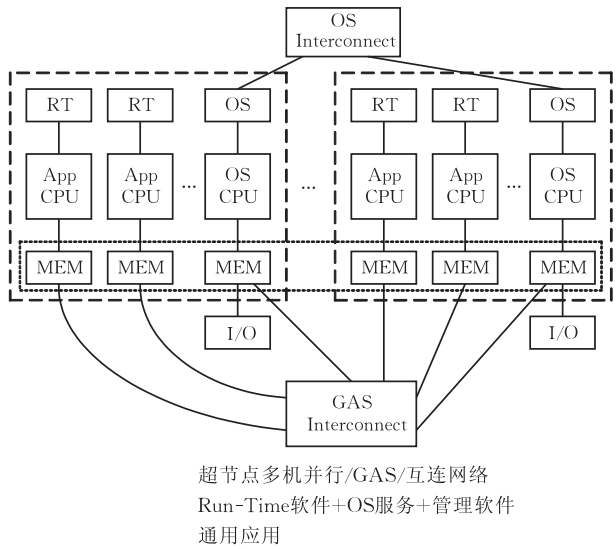 OS
Interconnect
RT RT OS RT RT OS
App App OS App App OS
CPU CPU ... CPU ... CPU CPU ... CPU
MEM MEM MEM MEM MEM MEM
I/O I/O
GAS
Interconnect
超节点多机并行/GAS/互连网络
Run-Time软件+OS服务+管理软件
通用应用